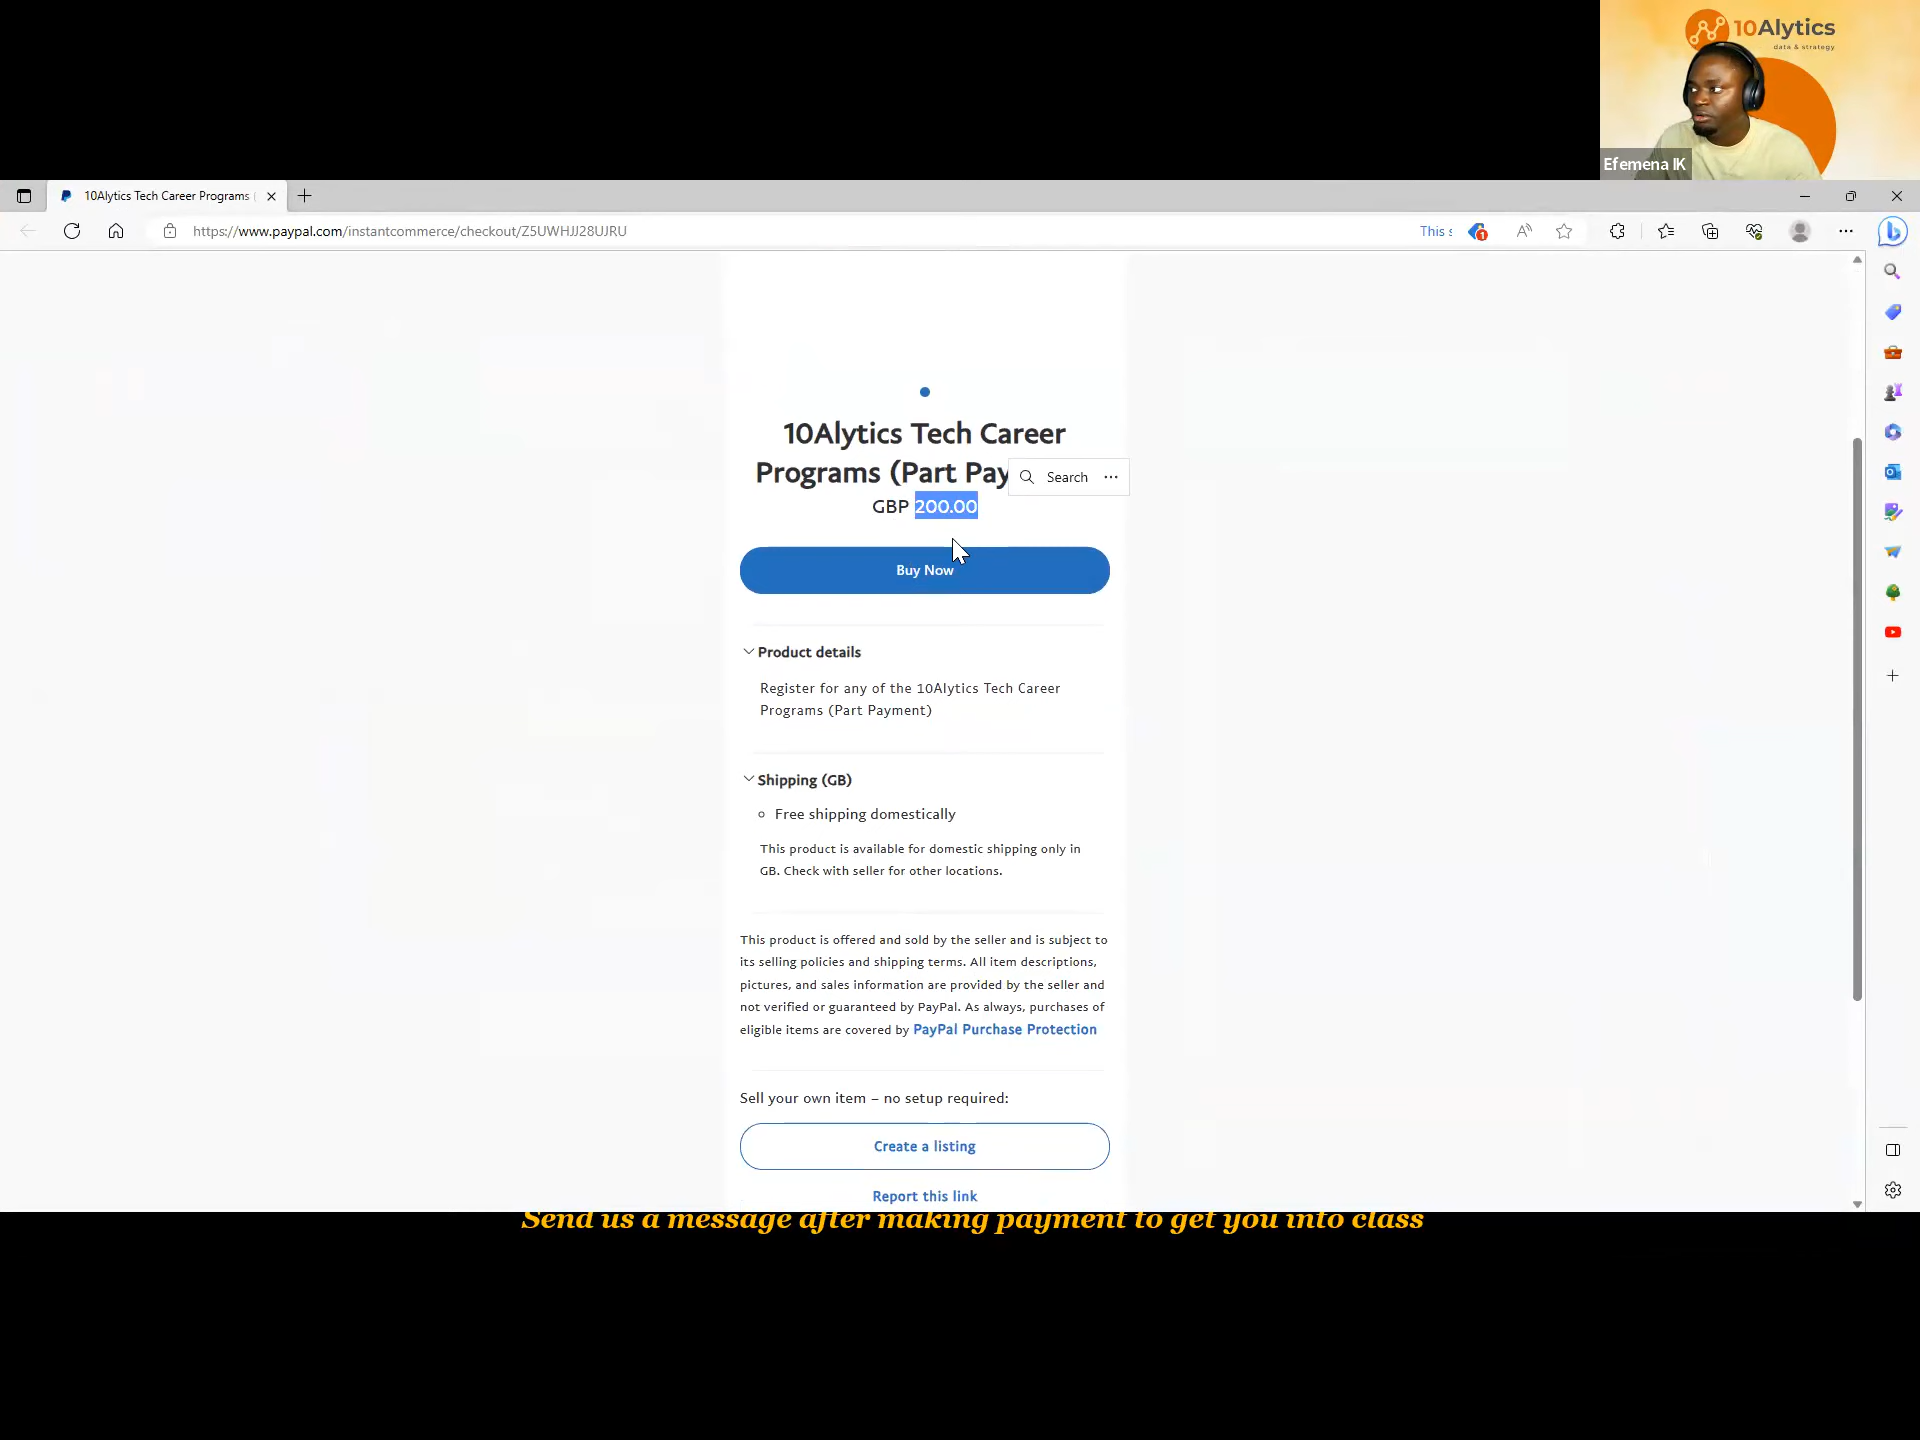 10Alytics
data & strategy
Efemena IK
10Alytics Tech Career Programs
https://www.paypal.com/instantcommerce/checkout/Z5UWHJJ28UJRU
This s
1
10Alytics Tech Career
Programs (Part Pay
Search
GBP 200.00
Buy Now
Product details
Register for any of the 10Alytics Tech Career
Programs (Part Payment)
Shipping (GB)
Free shipping domestically
This product is available for domestic shipping only in
GB. Check with seller for other locations.
This product is offered and sold by the seller and is subject to
its selling policies and shipping terms. All item descriptions,
pictures, and sales information are provided by the seller and
not verified or guaranteed by PayPal. As always, purchases of
eligible items are covered by PayPal Purchase Protection
Sell your own item – no setup required:
Create a listing
Report this link
Send us a message after making payment to get you into class